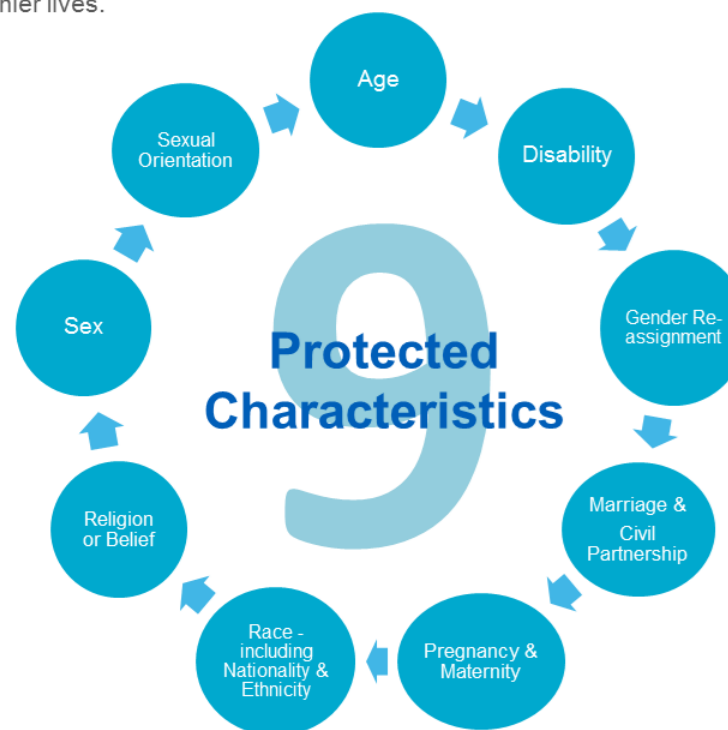 lives.
Age
Disability
Gender Re-
assignment
Marriage &
Civil
Partnership
Pregnancy &
Maternity
Race -
including
Nationality &
Ethnicity
Religion
or Belief
Sex
Sexual
Orientation
9
Protected
Characteristics